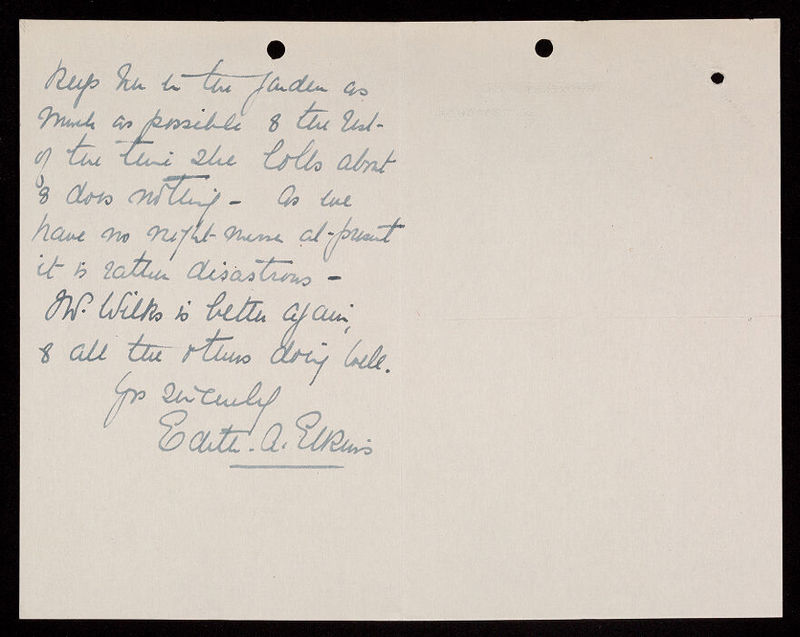 keep her in the garden as
much as possible & the rest
of the time she lolls about
& does nothing - as we
have no night-nurse at-present
it is rather disastrous -
Mr. Wilks is better again,
& all the others doing well.
Yrs sincerely
Edith. A. Elkins